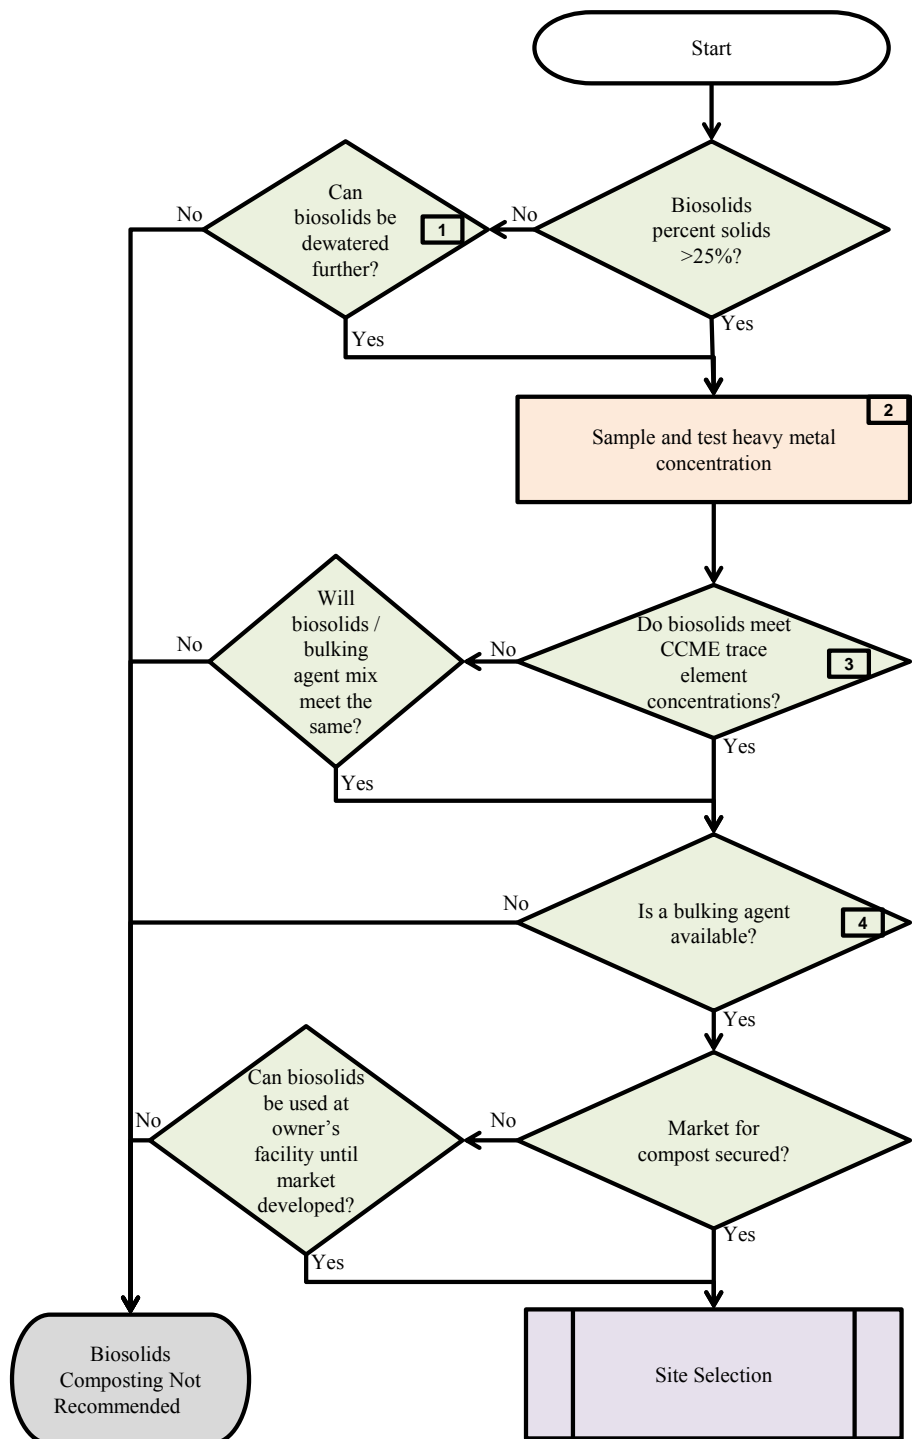 Start
Biosolids
percent solids
>25%?
No
Yes
Can
biosolids be
dewatered
further?
1
No
Yes
2
Sample and test heavy metal
concentration
Do biosolids meet
CCME trace
element
concentrations?
3
No
Yes
Will
biosolids /
bulking
agent mix
meet the
same?
No
Yes
Is a bulking agent
available?
4
No
Yes
Market for
compost secured?
No
Yes
Can biosolids
be used at
owner's
facility until
market
developed?
No
Yes
Biosolids
Composting Not
Recommended
Site Selection